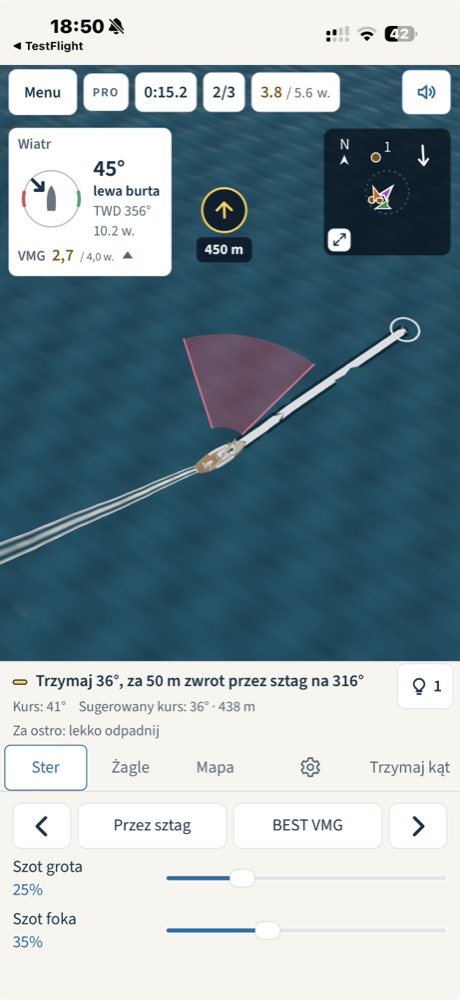 18:50
42
◀ TestFlight
Menu
PRO
0:15.2
2/3
3.8 / 5.6 w.
Wiatr
45°
lewa burta
TWD 356°
10.2 w.
VMG 2,7 / 4,0 w. ▲
450 m
N
1
Trzymaj 36°, za 50 m zwrot przez sztag na 316°
1
Kurs: 41° Sugerowany kurs: 36° · 438 m
Za ostro: lekko odpadnij
Ster
Żagle
Mapa
Trzymaj kąt
Przez sztag
BEST VMG
Szot grota
25%
Szot foka
35%